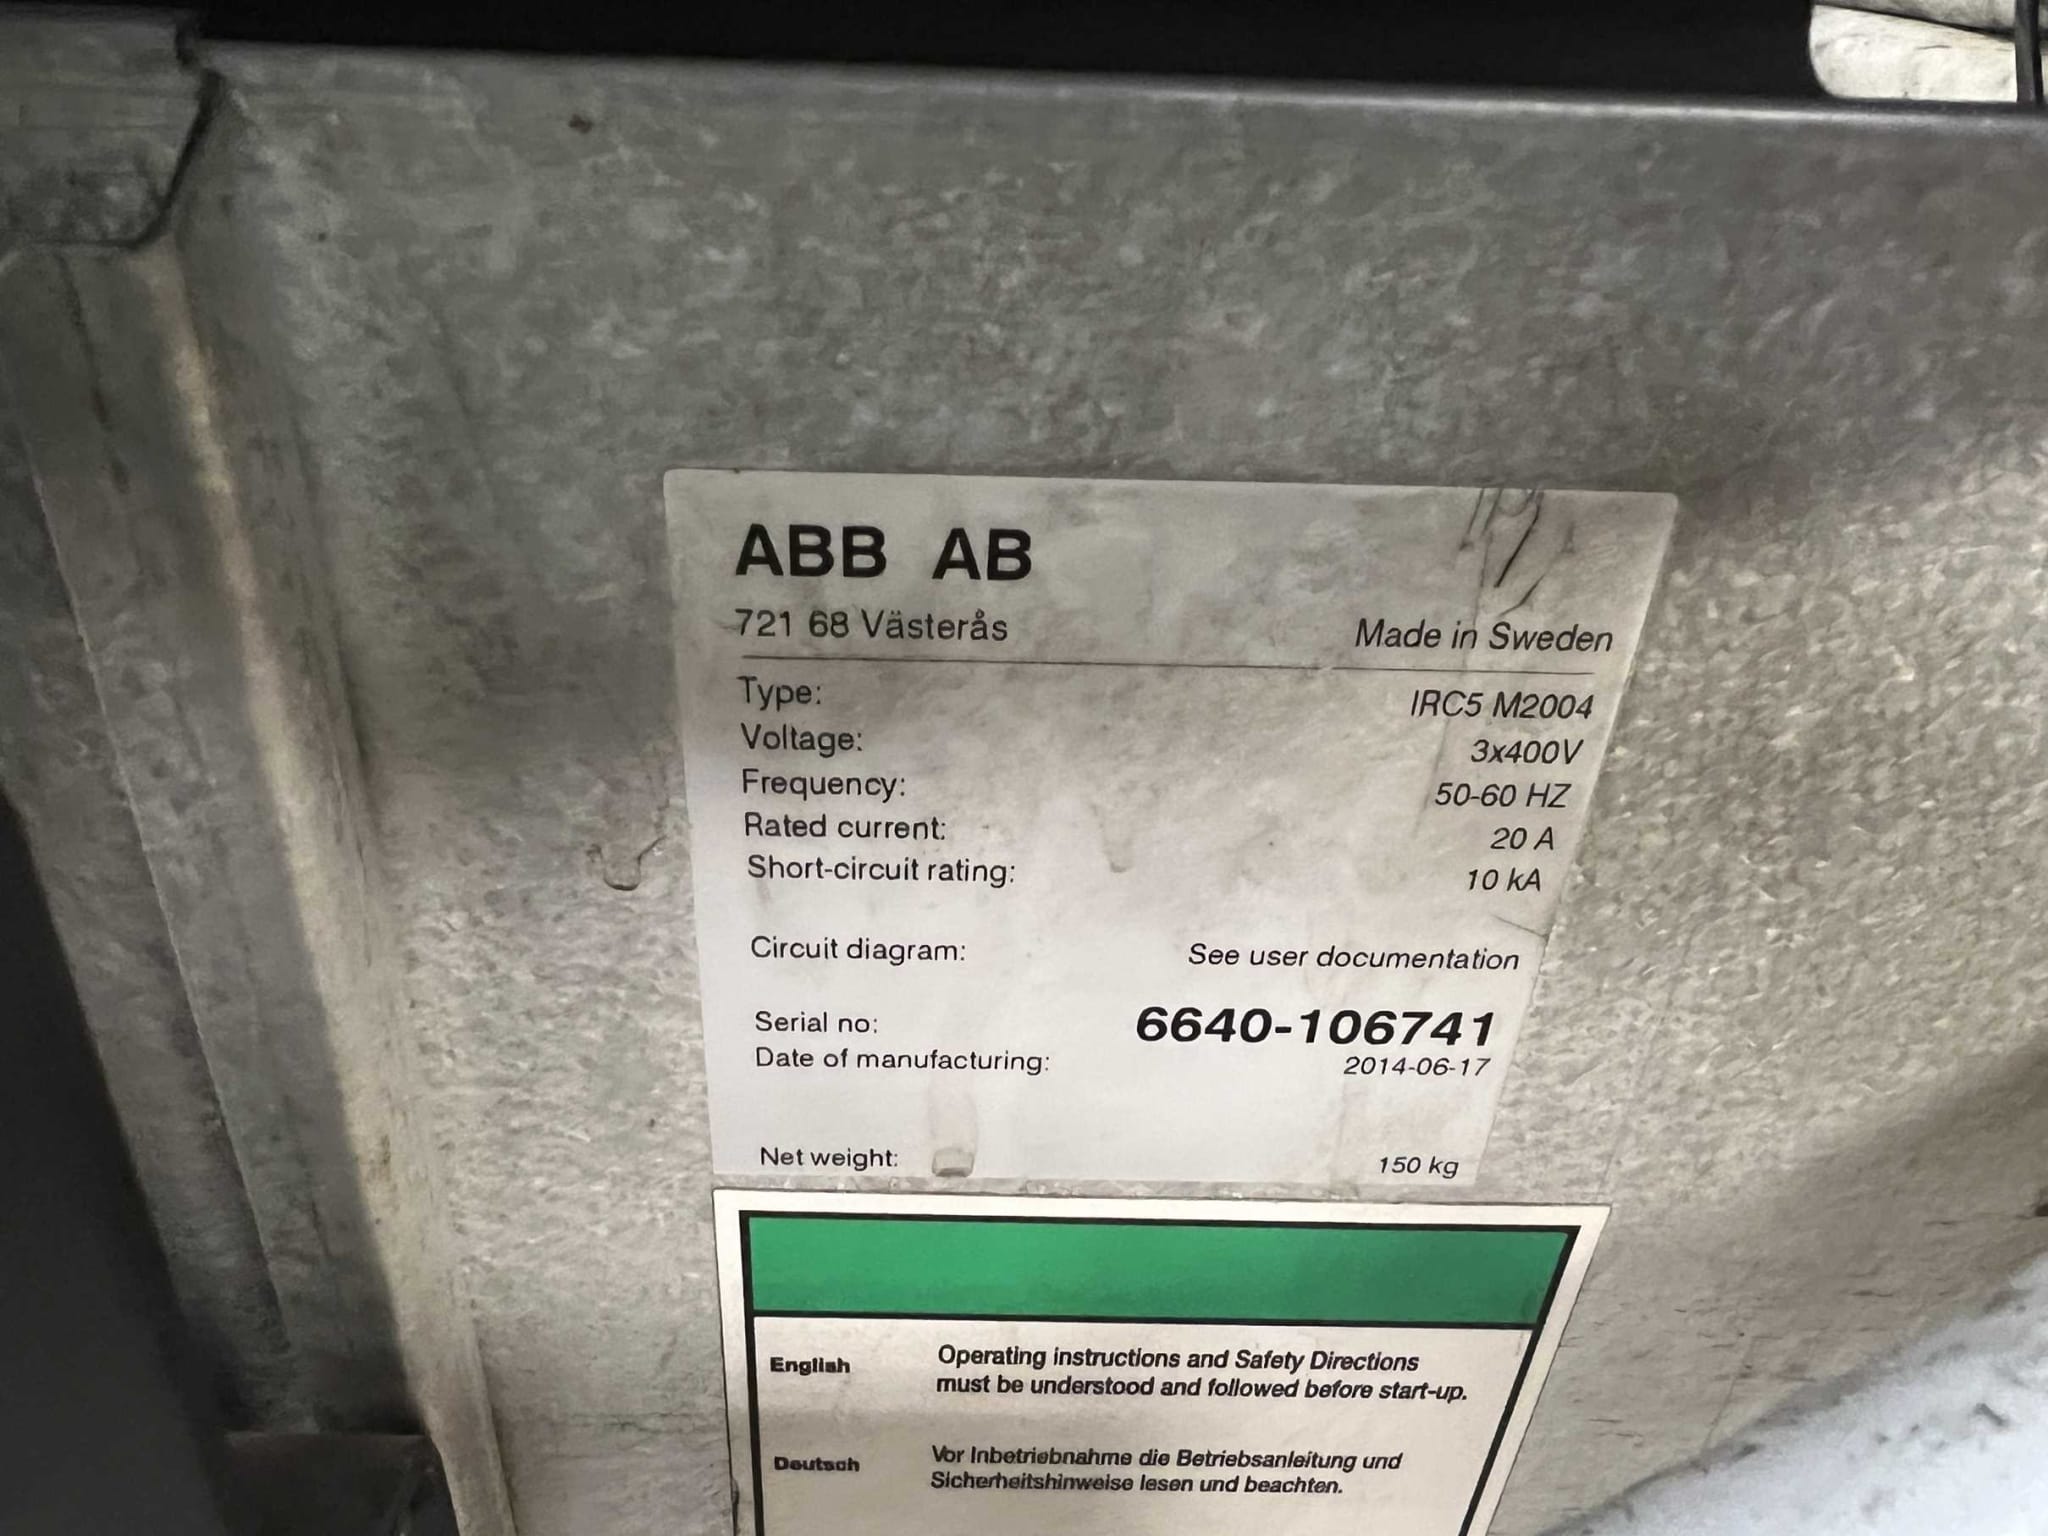 ABB AB
721 68 Västerås Made in Sweden
Type: IRC5 M2004
Voltage: 3x400V
Frequency: 50-60 HZ
Rated current: 20 A
Short-circuit rating: 10 kA
Circuit diagram: See user documentation
Serial no: 6640-106741
Date of manufacturing: 2014-06-17
Net weight: 150 kg
English Operating instructions and Safety Directions
must be understood and followed before start-up.
Deutsch Vor Inbetriebnahme die Betriebsanleitung und
Sicherheitshinweise lesen und beachten.